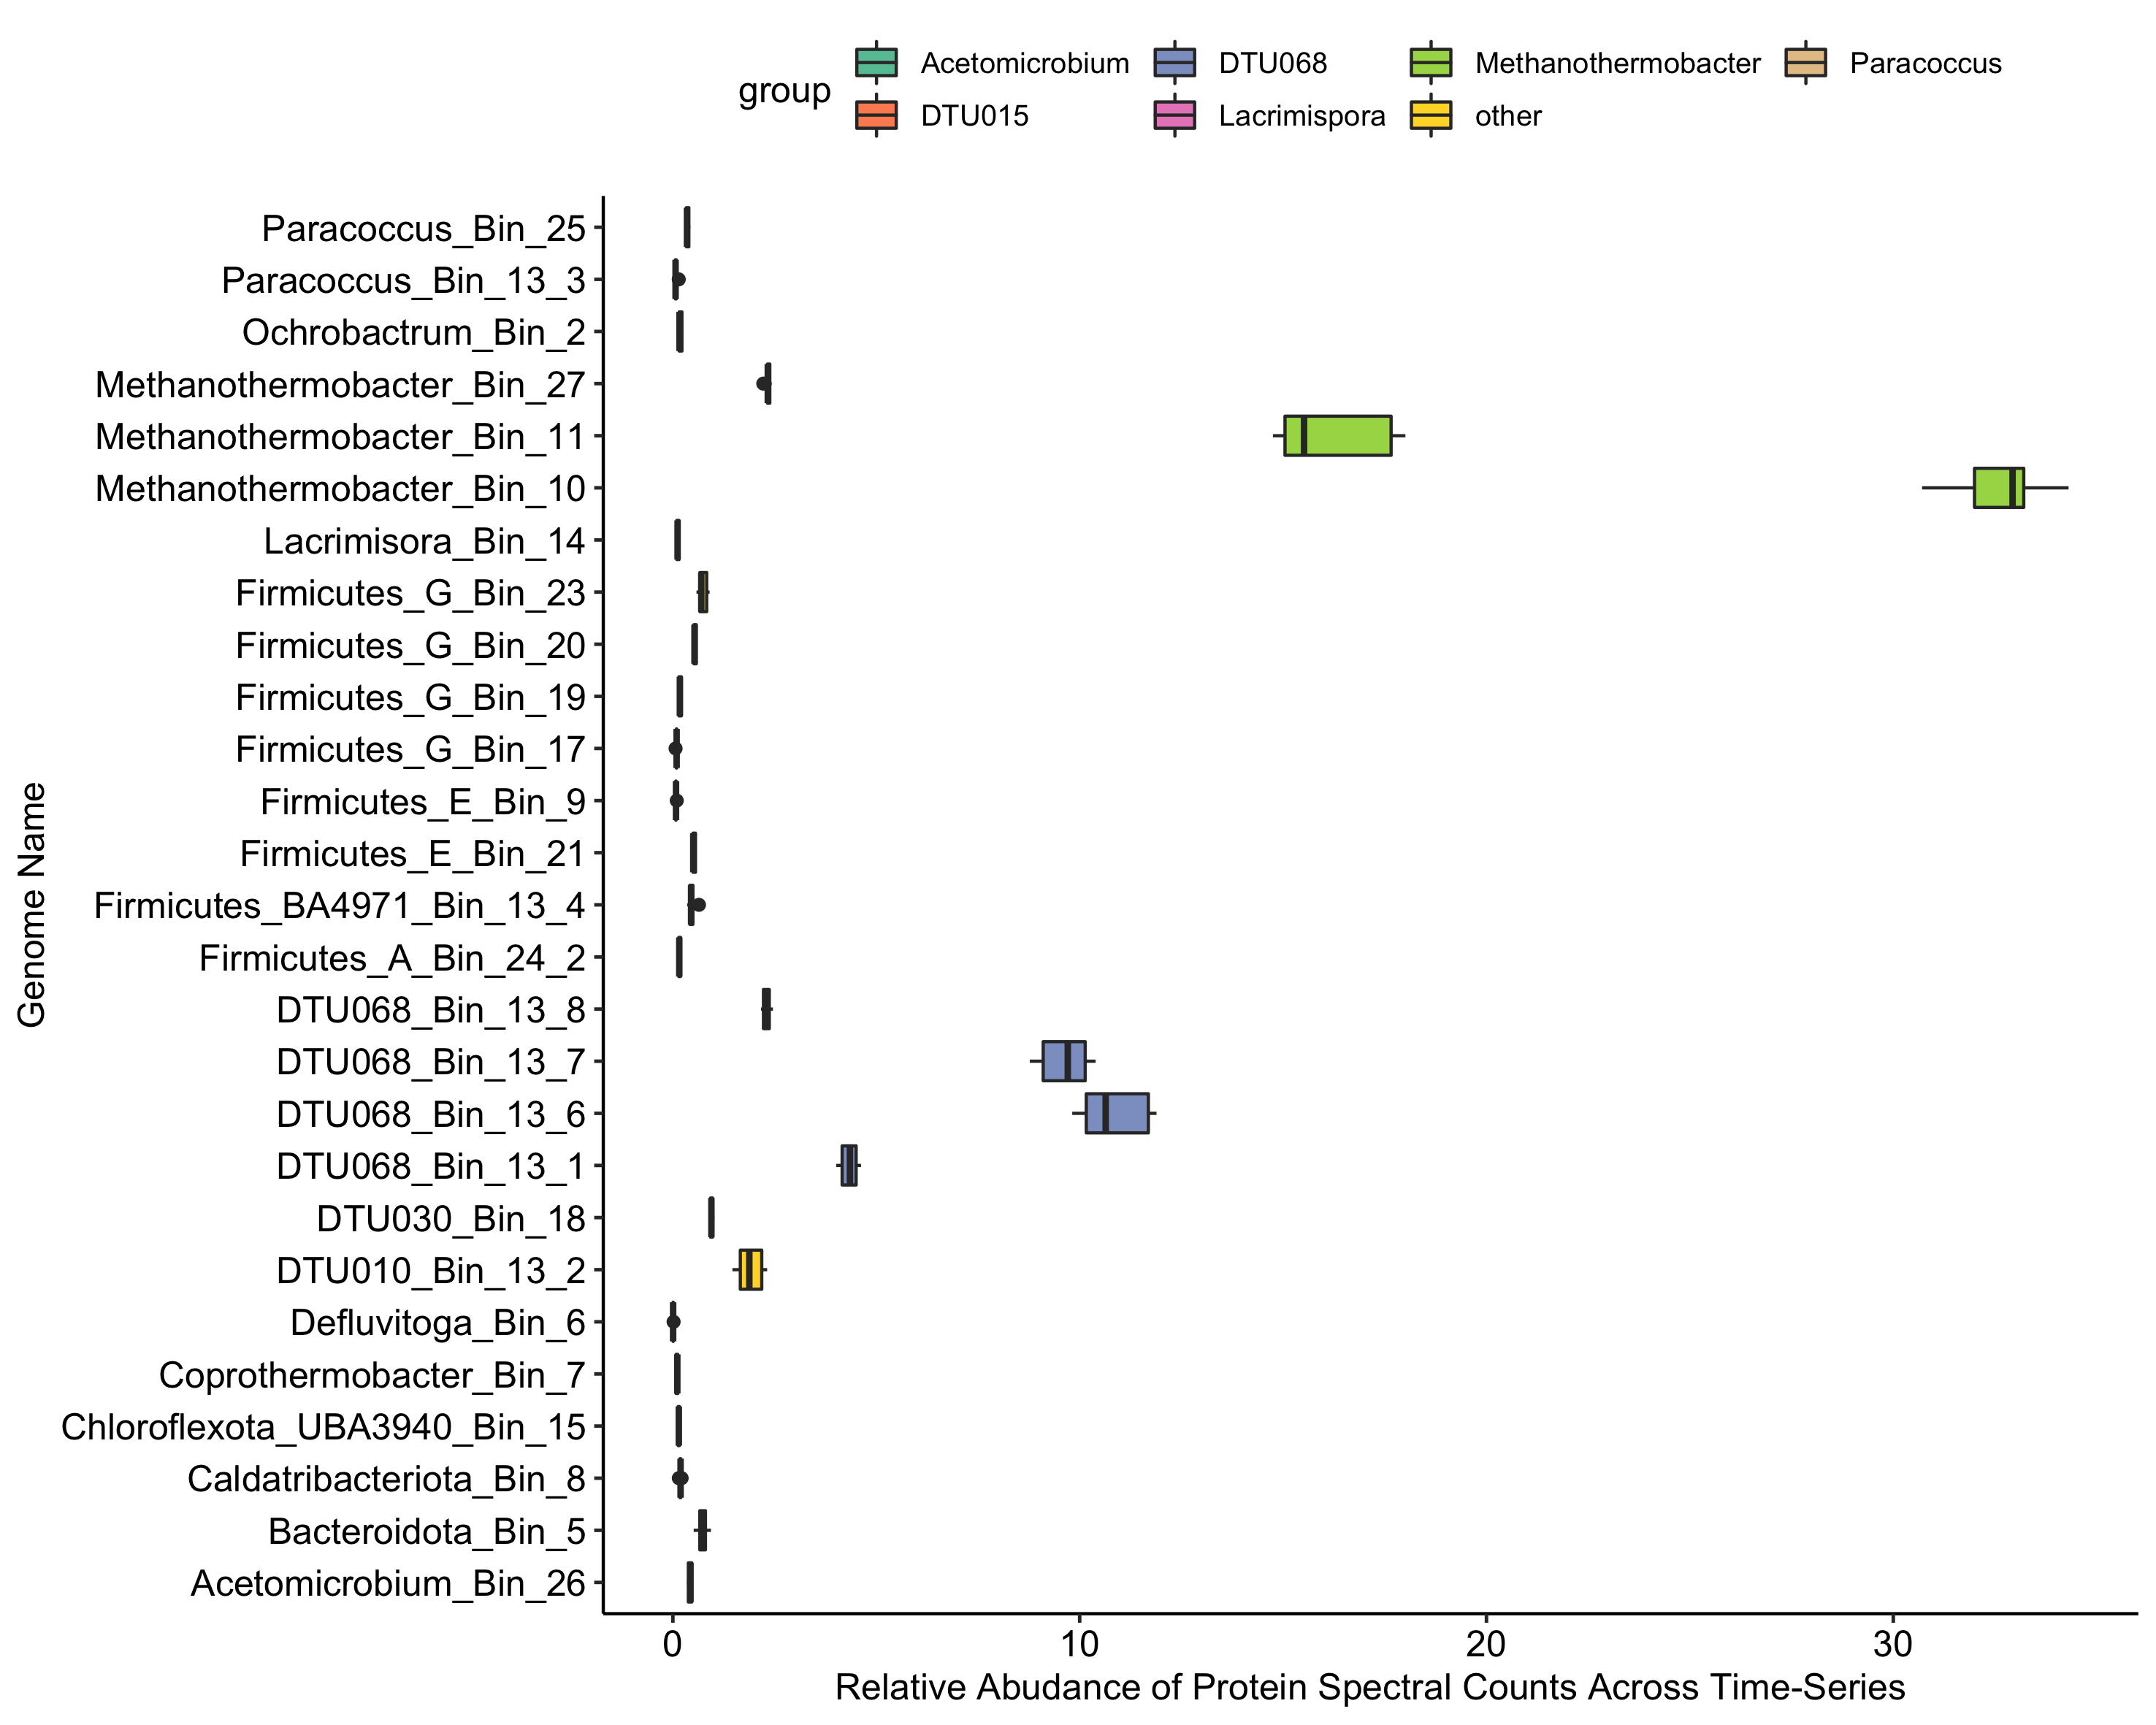 group
Acetomicrobium DTU068 Methanothermobacter Paracoccus
DTU015 Lacrimispora other
Paracoccus_Bin_25
Paracoccus_Bin_13_3
Ochrobactrum_Bin_2
Methanothermobacter_Bin_27
Methanothermobacter_Bin_11
Methanothermobacter_Bin_10
Lacrimisora_Bin_14
Firmicutes_G_Bin_23
Firmicutes_G_Bin_20
Firmicutes_G_Bin_19
Firmicutes_G_Bin_17
Firmicutes_E_Bin_9
Firmicutes_E_Bin_21
Firmicutes_BA4971_Bin_13_4
Firmicutes_A_Bin_24_2
DTU068_Bin_13_8
DTU068_Bin_13_7
DTU068_Bin_13_6
DTU068_Bin_13_1
DTU030_Bin_18
DTU010_Bin_13_2
Defluvitoga_Bin_6
Coprothermobacter_Bin_7
Chloroflexota_UBA3940_Bin_15
Caldatribacteriota_Bin_8
Bacteroidota_Bin_5
Acetomicrobium_Bin_26
Genome Name
0 10 20 30
Relative Abudance of Protein Spectral Counts Across Time-Series